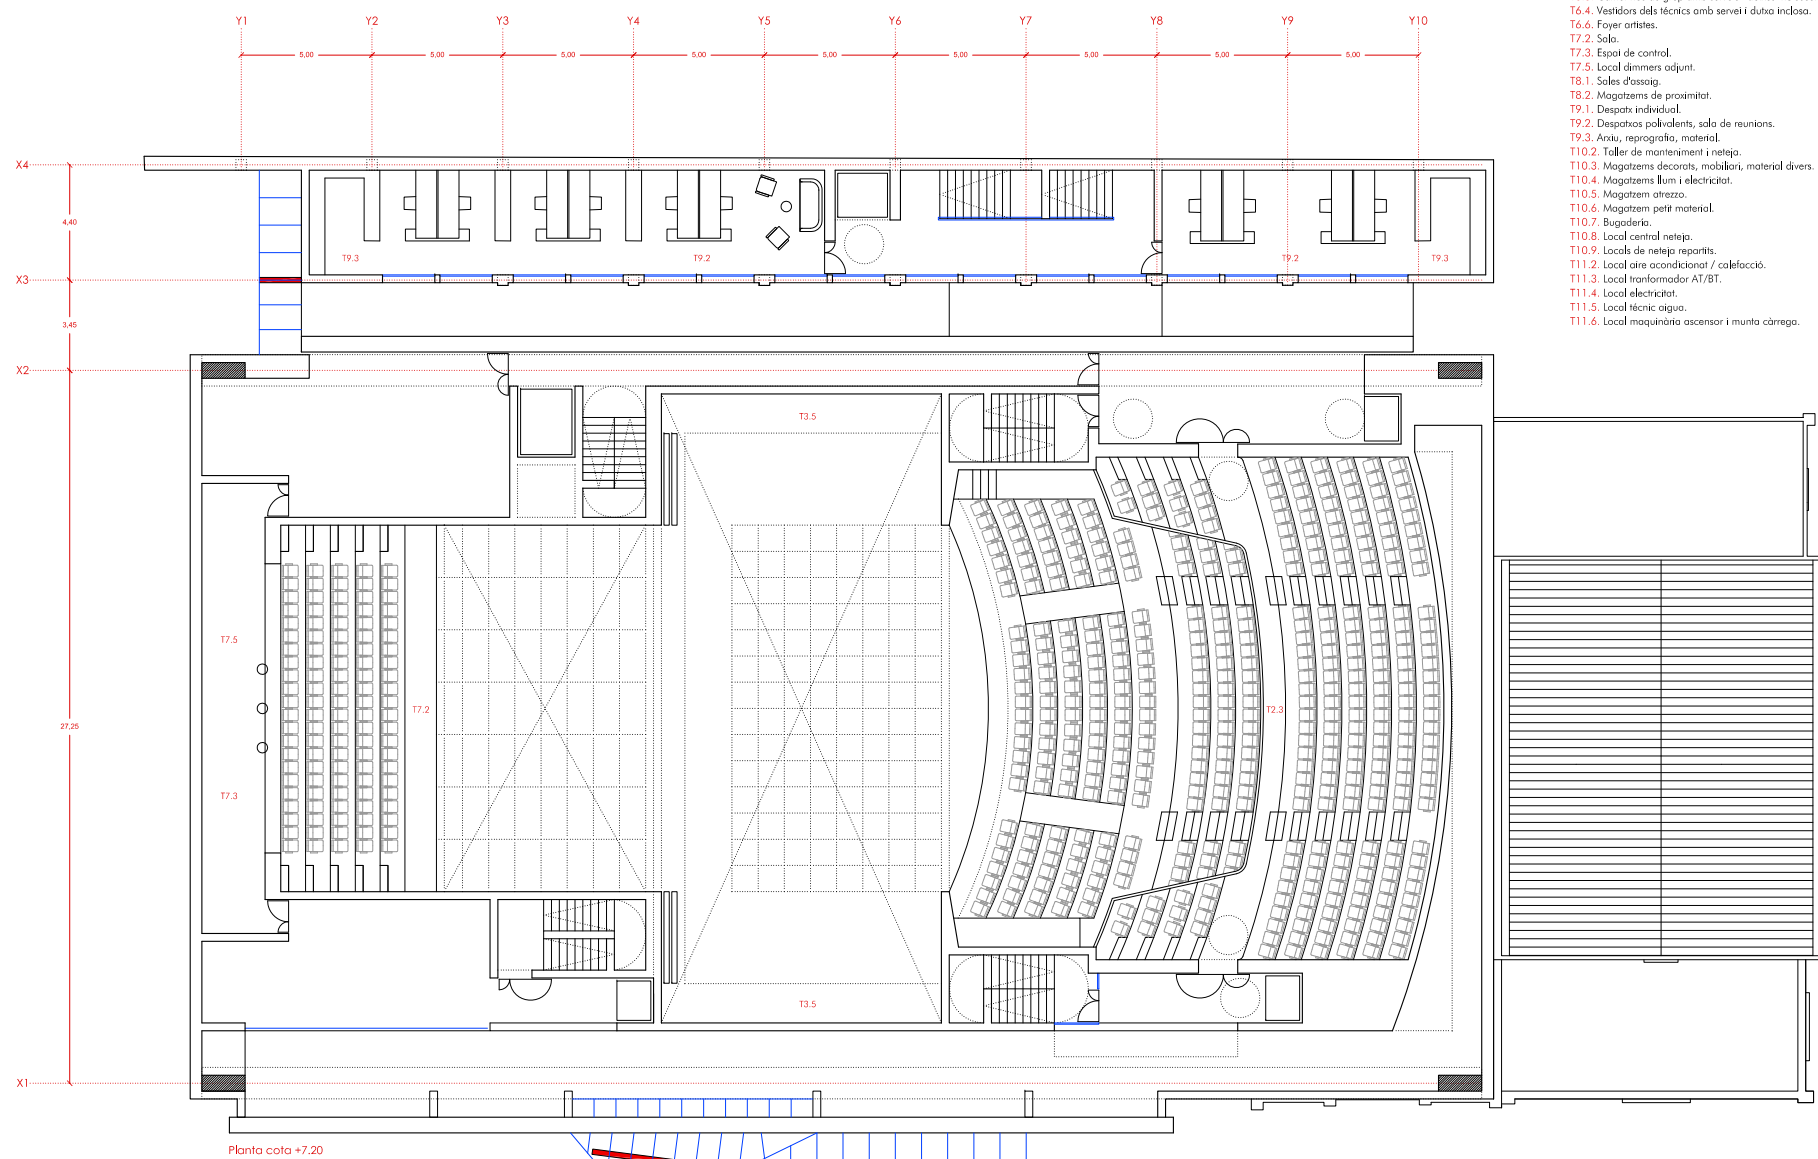 Y1 Y2 Y3 Y4 Y5 Y6 Y7 Y8 Y9 Y10
5,00 5,00 5,00 5,00 5,00 5,00 5,00 5,00 5,00
T6.4. Vestidors dels técnics amb servei i dutxa inclosa.
T6.6. Foyer artistes.
T7.2. Sala.
T7.3. Espai de control.
T7.5. Local dimmers adjunt.
T8.1. Sales d'assaig.
T8.2. Magatzems de proximitat.
T9.1. Despatx individual.
T9.2. Despatxos polivalents, sala de reunions.
T9.3. Arxiu, reprografia, material.
T10.2. Taller de manteniment i neteja.
T10.3. Magatzems decorats, mobiliari, material divers.
T10.4. Magatzems llum i electricitat.
T10.5. Magatzem atrezzo.
T10.6. Magatzem petit material.
T10.7. Bugaderia.
T10.8. Local central neteja.
T10.9. Locals de neteja repartits.
T11.2. Local aire acondicionat / calefacció.
T11.3. Local tranformador AT/BT.
T11.4. Local electricitat.
T11.5. Local técnic aigua.
T11.6. Local maquinària ascensor i munta càrrega.
X4
4,40
T9.3 T9.2 T9.2 T9.3
X3
3,45
X2
T3.5
T7.5
T7.2 T2.3
27,25
T7.3
T3.5
X1
Planta cota +7.20